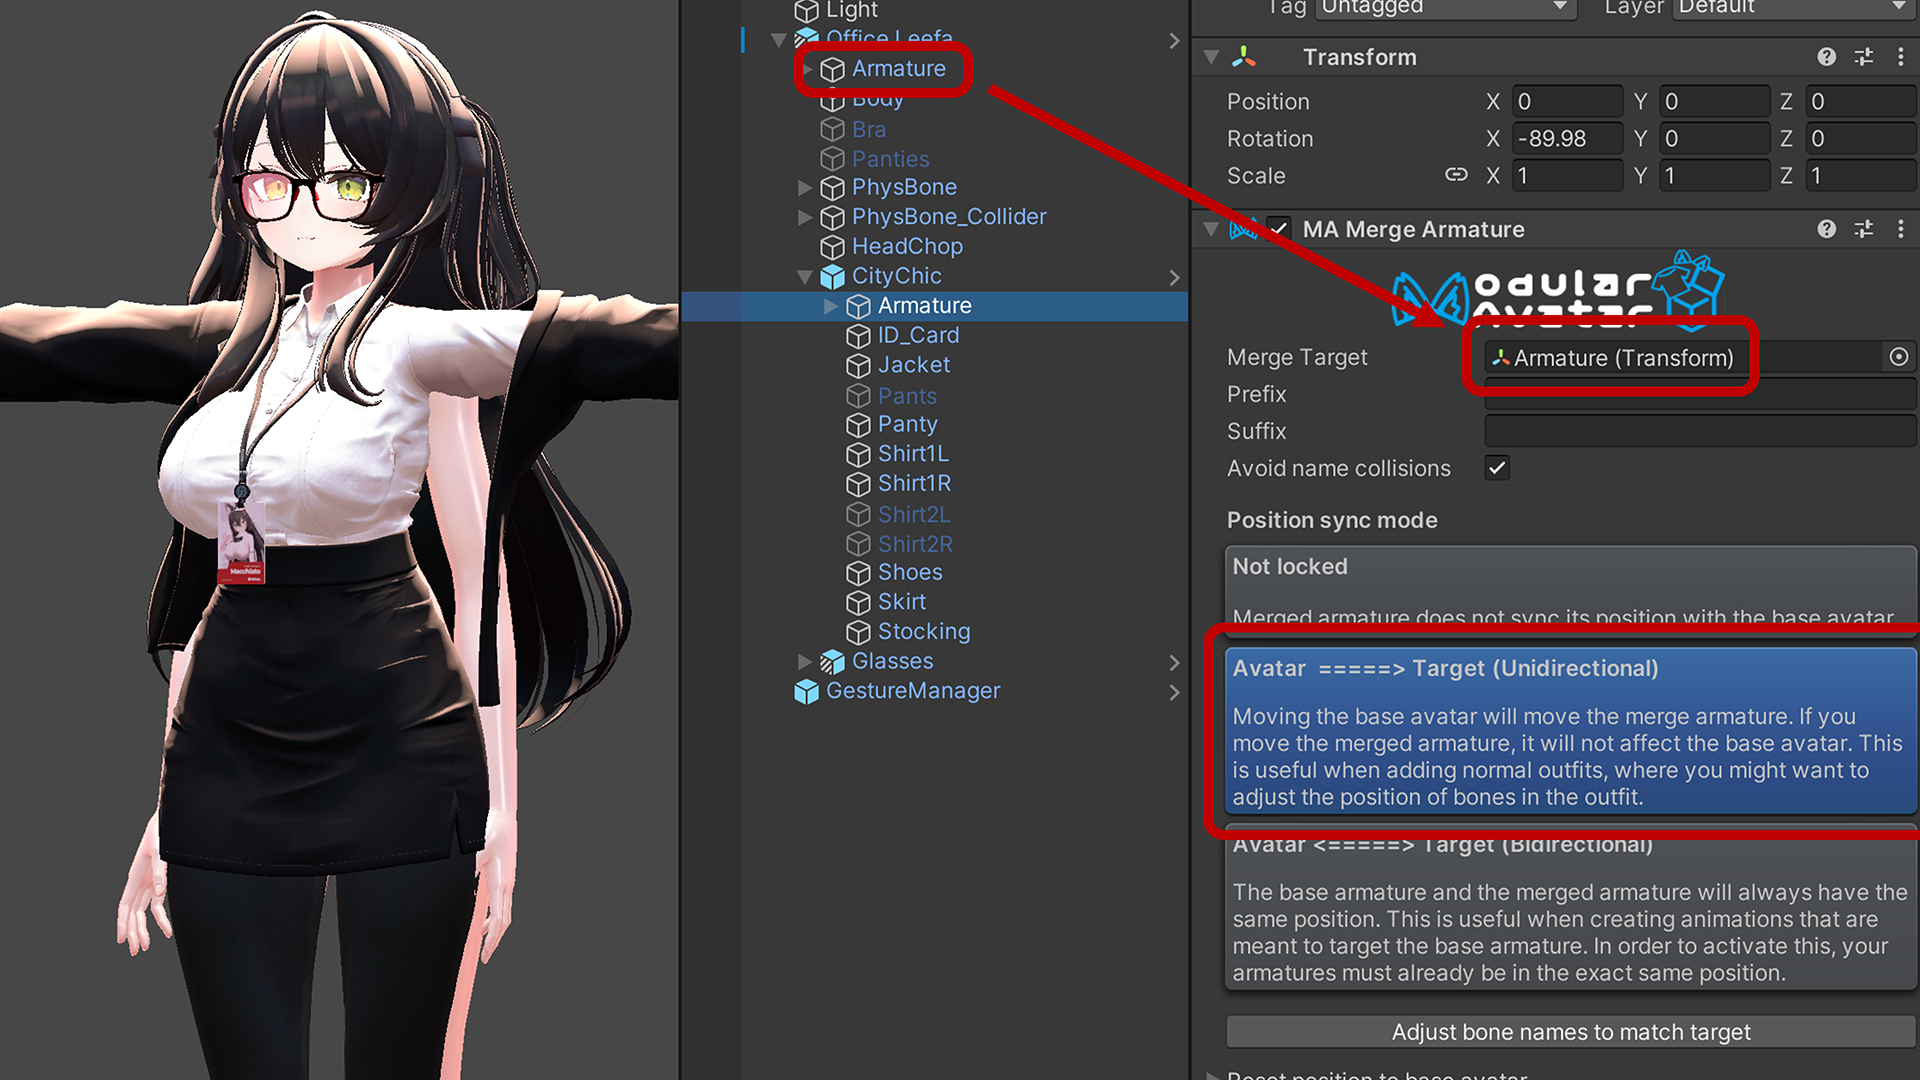 Light
Office Leefa
Armature
Body
Bra
Panties
PhysBone
PhysBone_Collider
HeadChop
CityChic
Armature
ID_Card
Jacket
Pants
Panty
Shirt1L
Shirt1R
Shirt2L
Shirt2R
Shoes
Skirt
Stocking
Glasses
GestureManager
Macchiato
Tag Untagged Layer Default
Transform
Position X 0 Y 0 Z 0
Rotation X -89.98 Y 0 Z 0
Scale X 1 Y 1 Z 1
MA Merge Armature
Modular
Avatar
Merge Target Armature (Transform)
Prefix
Suffix
Avoid name collisions
Position sync mode
Not locked
Merged armature does not sync its position with the base avatar
Avatar =====> Target (Unidirectional)
Moving the base avatar will move the merge armature. If you
move the merged armature, it will not affect the base avatar. This
is useful when adding normal outfits, where you might want to
adjust the position of bones in the outfit.
Avatar <=====> Target (Bidirectional)
The base armature and the merged armature will always have the
same position. This is useful when creating animations that are
meant to target the base armature. In order to activate this, your
armatures must already be in the exact same position.
Adjust bone names to match target
Reset position to base avatar